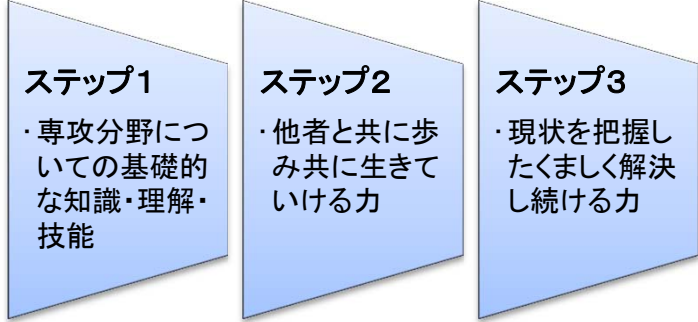 ステップ1
・専攻分野につ
いての基礎的
な知識・理解・
技能
ステップ2
・他者と共に歩
み共に生きて
いける力
ステップ3
・現状を把握し
たくましく解決
し続ける力